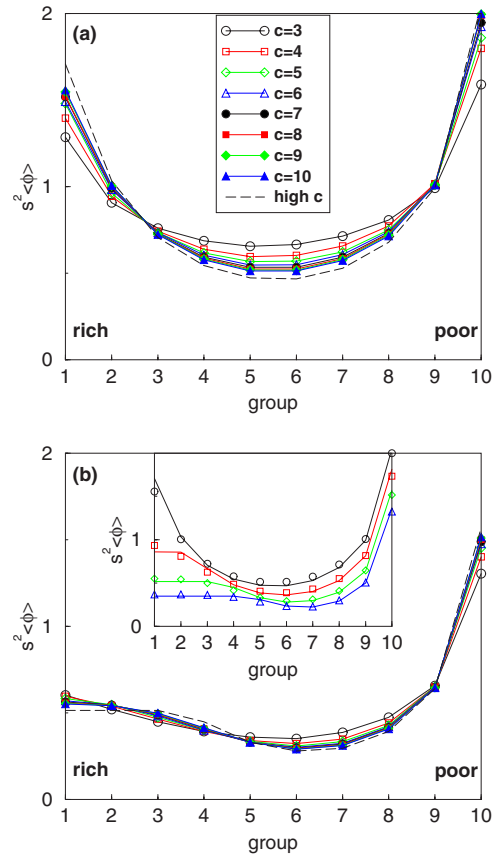 (a)
c=3
c=4
c=5
c=6
c=7
c=8
c=9
c=10
high c
2
1
0
s²<ϕ>
rich
poor
1 2 3 4 5 6 7 8 9 10
group
(b)
2
1
0
s²<ϕ>
2
1
0
s²<ϕ>
1 2 3 4 5 6 7 8 9 10
group
rich
poor
1 2 3 4 5 6 7 8 9 10
group